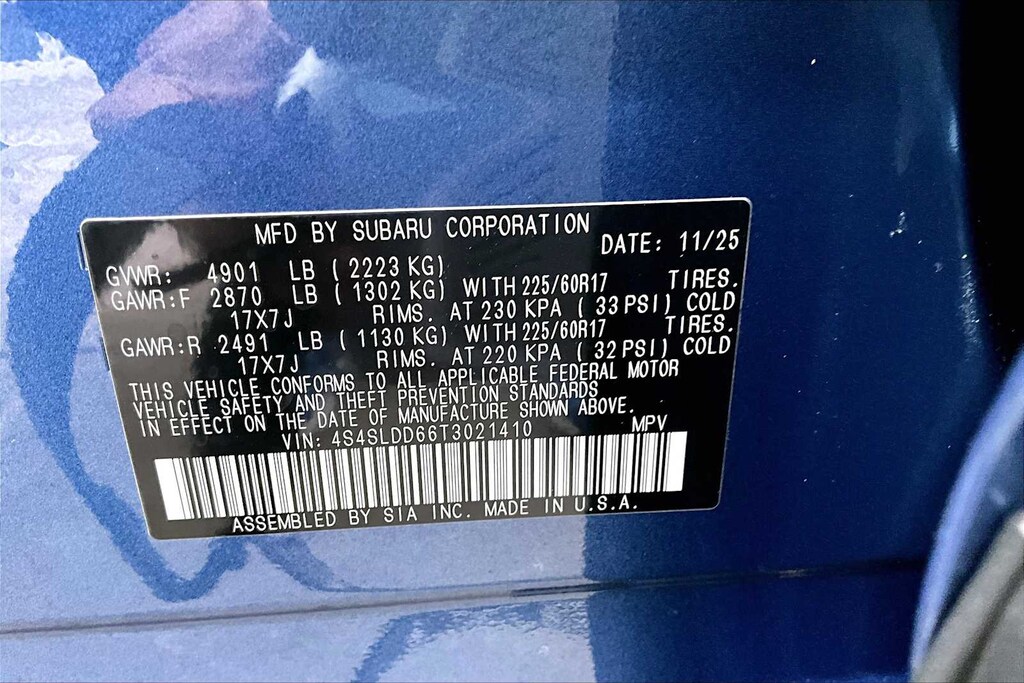 MFD BY SUBARU CORPORATION DATE: 11/25
GVWR: 4901 LB ( 2223 KG)
GAWR:F 2870 LB ( 1302 KG) WITH 225/60R17 TIRES.
17X7J RIMS. AT 230 KPA ( 33 PSI) COLD
GAWR:R 2491 LB ( 1130 KG) WITH 225/60R17 TIRES.
17X7J RIMS. AT 220 KPA ( 32 PSI) COLD
THIS VEHICLE CONFORMS TO ALL APPLICABLE FEDERAL MOTOR
VEHICLE SAFETY AND THEFT PREVENTION STANDARDS
IN EFFECT ON THE DATE OF MANUFACTURE SHOWN ABOVE.
VIN: 4S4SLDD66T3021410 MPV
ASSEMBLED BY SIA INC. MADE IN U.S.A.